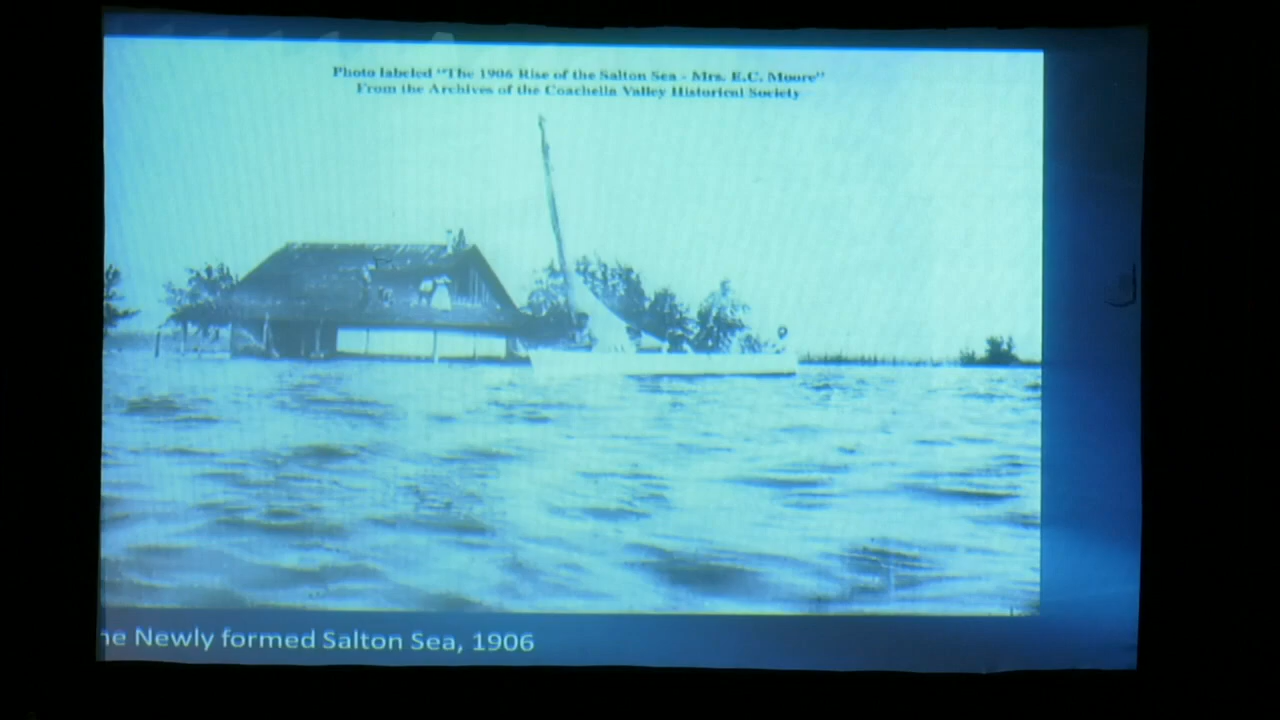 Photo labeled "The 1906 Rise of the Salton Sea - Mrs. E.C. Moore"
From the Archives of the Coachella Valley Historical Society
he Newly formed Salton Sea, 1906